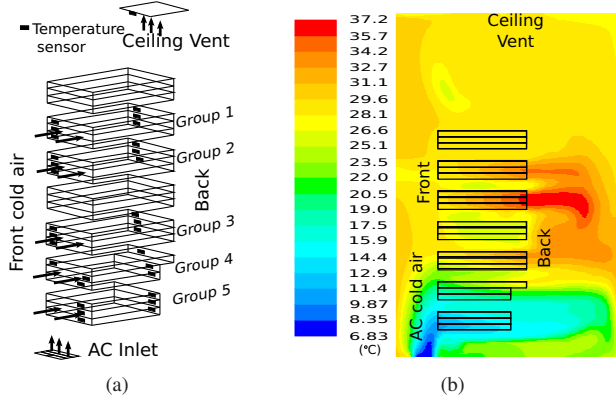 Temperature
sensor
Ceiling Vent
Group 1
Group 2
Group 3
Group 4
Group 5
Front cold air
Back
AC Inlet
(a)
37.2
35.7
34.2
32.7
31.1
29.6
28.1
26.6
25.1
23.5
22.0
20.5
19.0
17.5
15.9
14.4
12.9
11.4
9.87
8.35
6.83
(°C)
Ceiling
Vent
Front
Back
AC cold air
(b)